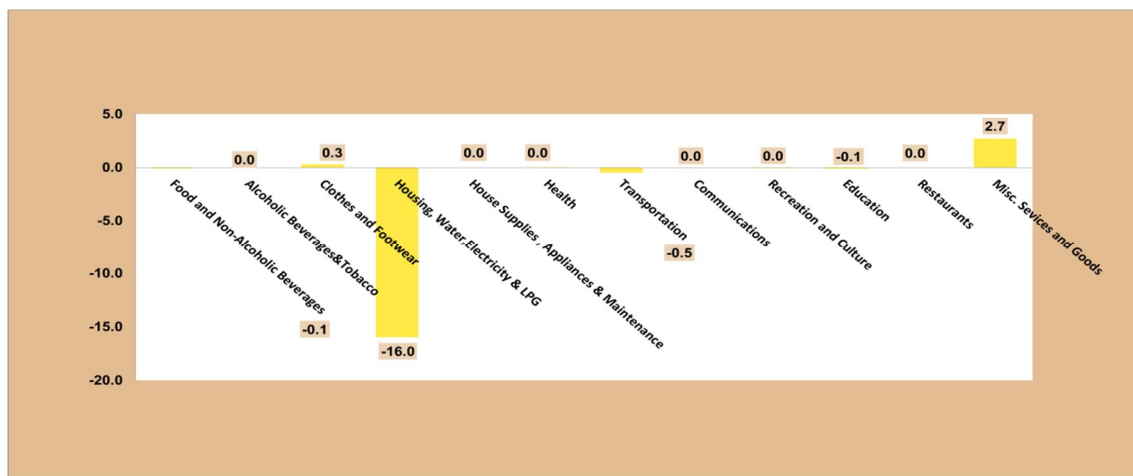 5.0
0.0
-5.0
-10.0
-15.0
-20.0
-0.1
0.0
0.3
-16.0
0.0
0.0
-0.5
0.0
0.0
-0.1
0.0
2.7
Food and Non-Alcoholic Beverages
Alcoholic Beverages&Tobacco
Clothes and Footwear
Housing, Water,Electricity & LPG
House Supplies , Appliances & Maintenance
Health
Transportation
Communications
Recreation and Culture
Education
Restaurants
Misc. Sevices and Goods